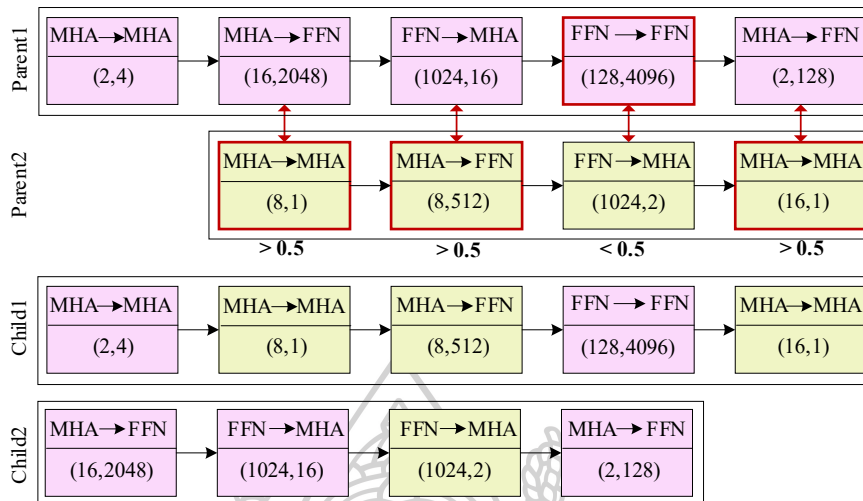 Parent1
MHA→MHA MHA→FFN FFN→MHA FFN→FFN MHA→FFN
(2,4) (16,2048) (1024,16) (128,4096) (2,128)
Parent2
MHA→MHA MHA→FFN FFN→MHA MHA→MHA
(8,1) (8,512) (1024,2) (16,1)
> 0.5 > 0.5 < 0.5 > 0.5
Child1
MHA→MHA MHA→MHA MHA→FFN FFN→FFN MHA→MHA
(2,4) (8,1) (8,512) (128,4096) (16,1)
Child2
MHA→FFN FFN→MHA FFN→MHA MHA→FFN
(16,2048) (1024,16) (1024,2) (2,128)